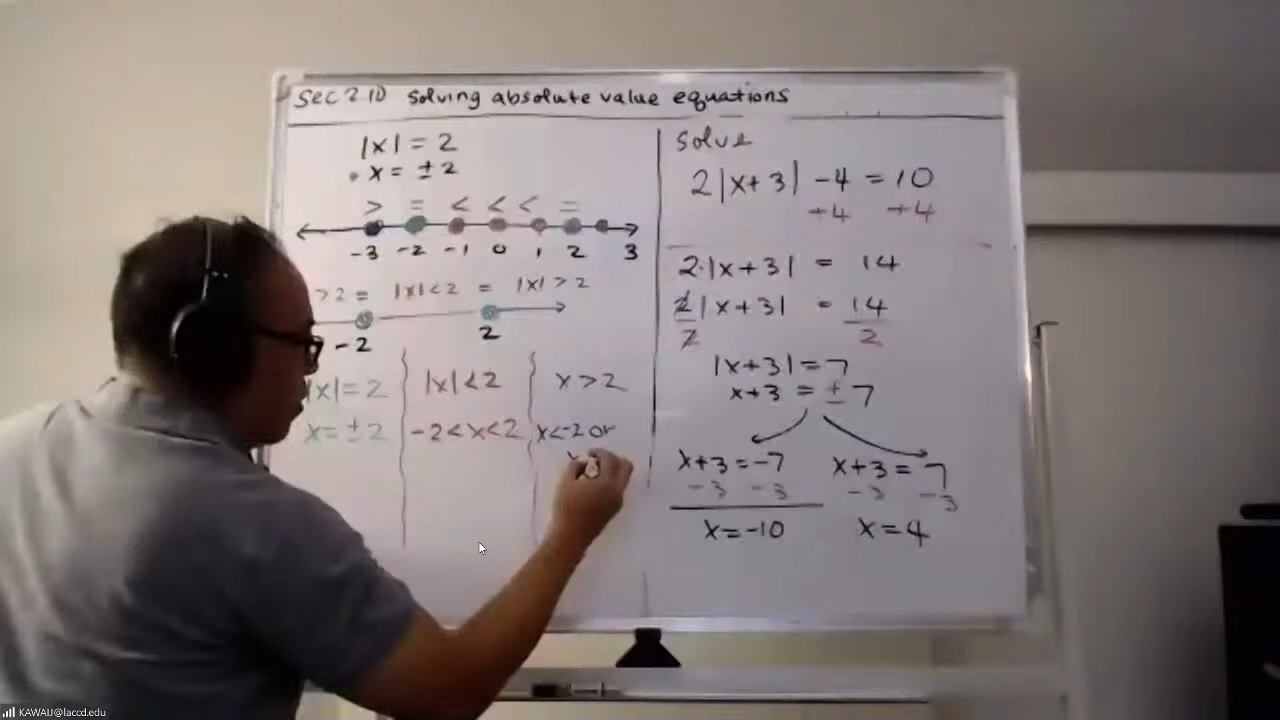 Sec 2.10 Solving absolute value equations
|x| = 2
x = ± 2
> = < < < =
-3 -2 -1 0 1 2 3
>2 = |x|<2 = |x|>2
-2 2
|x|=2 |x|<2 x>2
x=±2 -2<x<2 x<-2 or
x
Solve
2|x+3| -4 = 10
+4 +4
2·|x+3| = 14
2|x+3| = 14
2 2
|x+3|=7
x+3 = ±7
x+3=-7 x+3=7
-3 -3 -3 -3
x=-10 x=4
KAWAIJ@laccd.edu